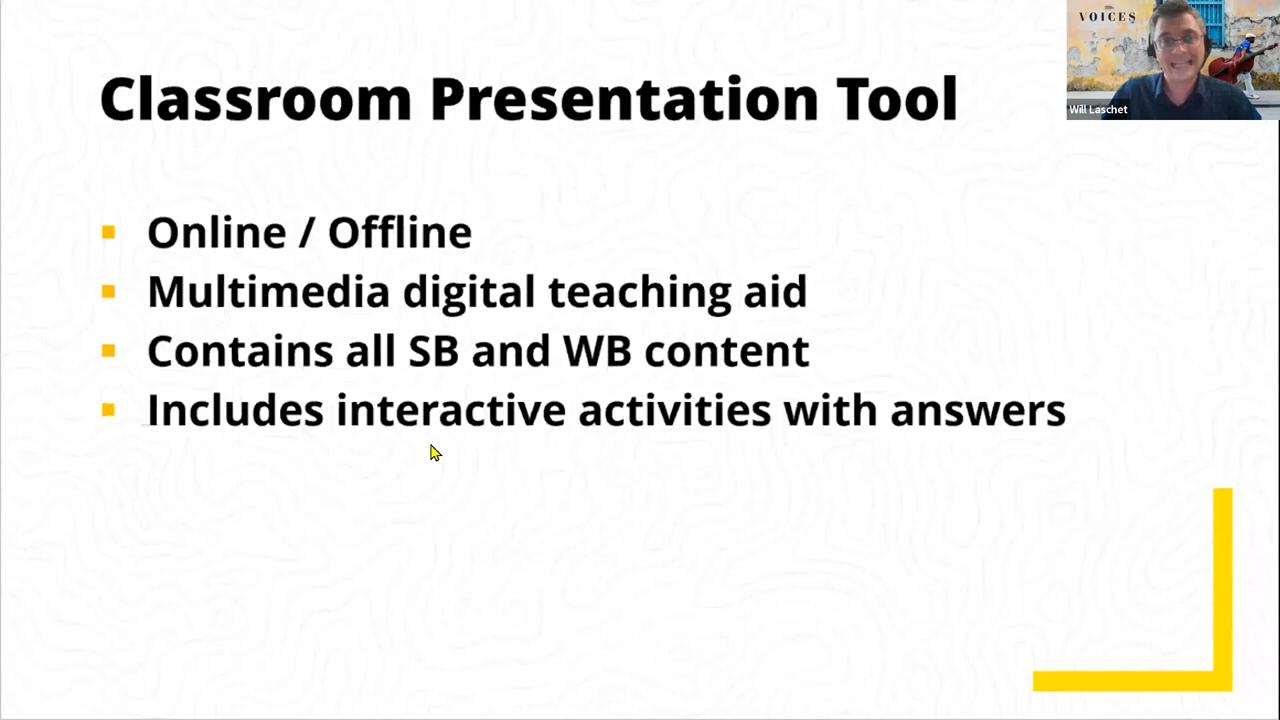 VOICES
Will Laschet
Classroom Presentation Tool
Online / Offline
Multimedia digital teaching aid
Contains all SB and WB content
Includes interactive activities with answers